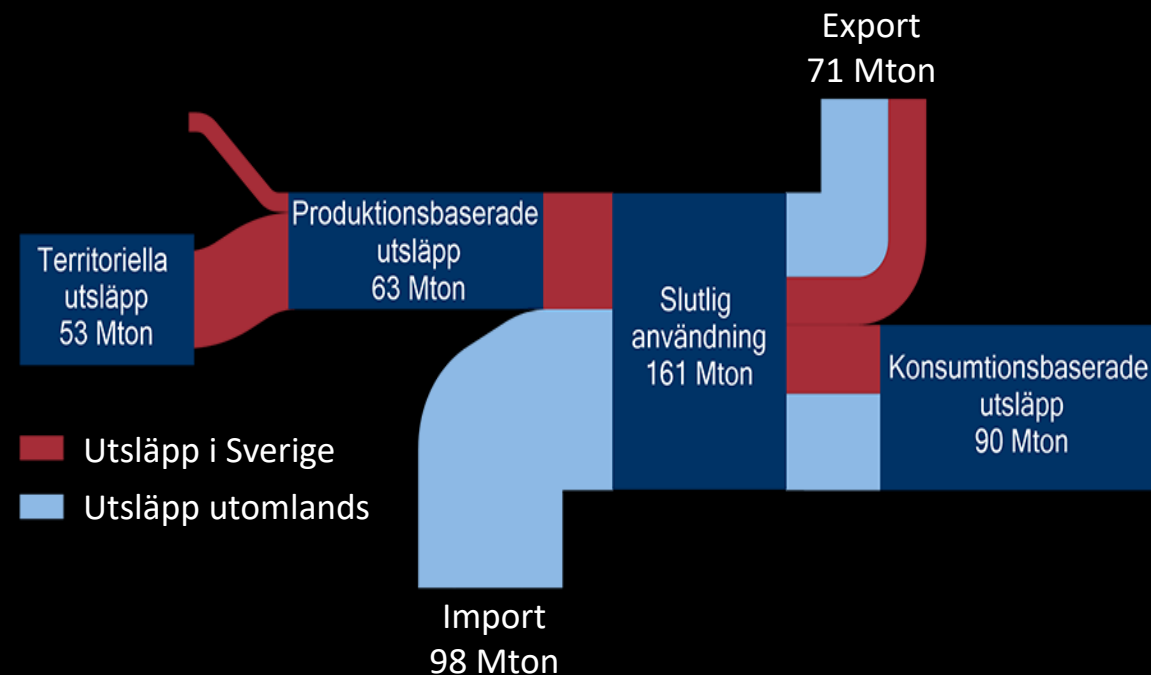 Export
71 Mton
Produktionsbaserade
utsläpp
63 Mton
Territoriella
utsläpp
53 Mton
Slutlig
användning
161 Mton
Konsumtionsbaserade
utsläpp
90 Mton
Utsläpp i Sverige
Utsläpp utomlands
Import
98 Mton